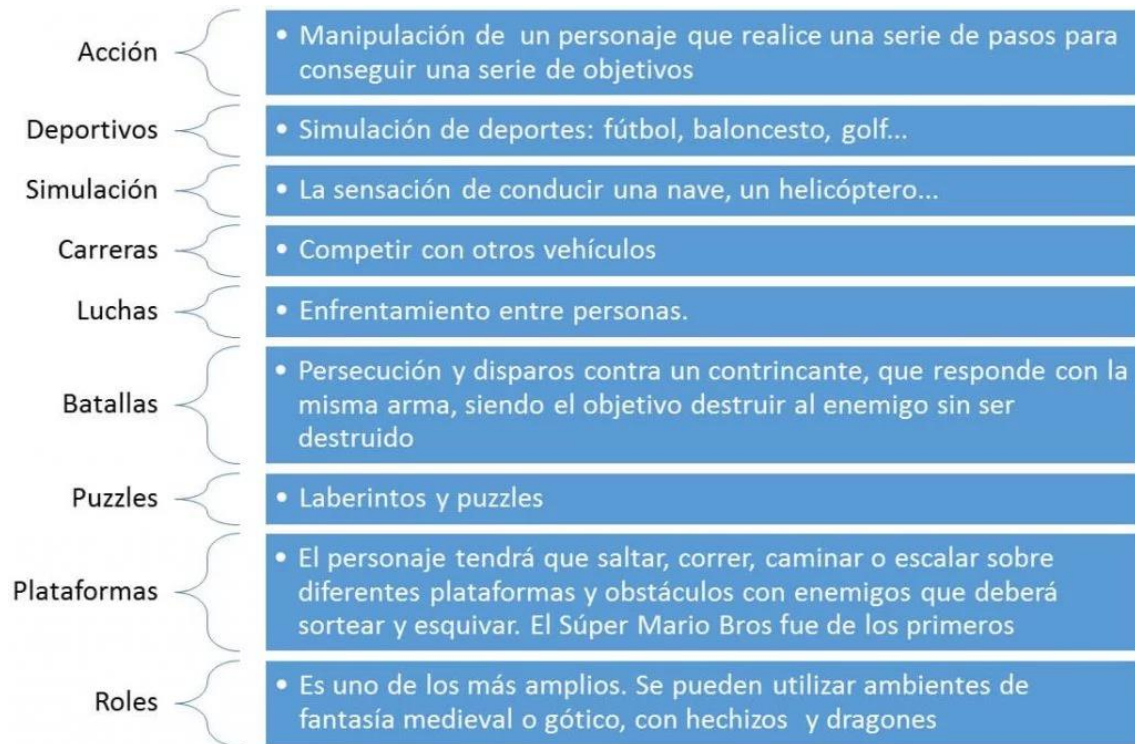 Acción
• Manipulación de un personaje que realice una serie de pasos para
conseguir una serie de objetivos
Deportivos
• Simulación de deportes: fútbol, baloncesto, golf...
Simulación
• La sensación de conducir una nave, un helicóptero...
Carreras
• Competir con otros vehículos
Luchas
• Enfrentamiento entre personas.
Batallas
• Persecución y disparos contra un contrincante, que responde con la
misma arma, siendo el objetivo destruir al enemigo sin ser
destruido
Puzzles
• Laberintos y puzzles
Plataformas
• El personaje tendrá que saltar, correr, caminar o escalar sobre
diferentes plataformas y obstáculos con enemigos que deberá
sortear y esquivar. El Súper Mario Bros fue de los primeros
Roles
• Es uno de los más amplios. Se pueden utilizar ambientes de
fantasía medieval o gótico, con hechizos y dragones